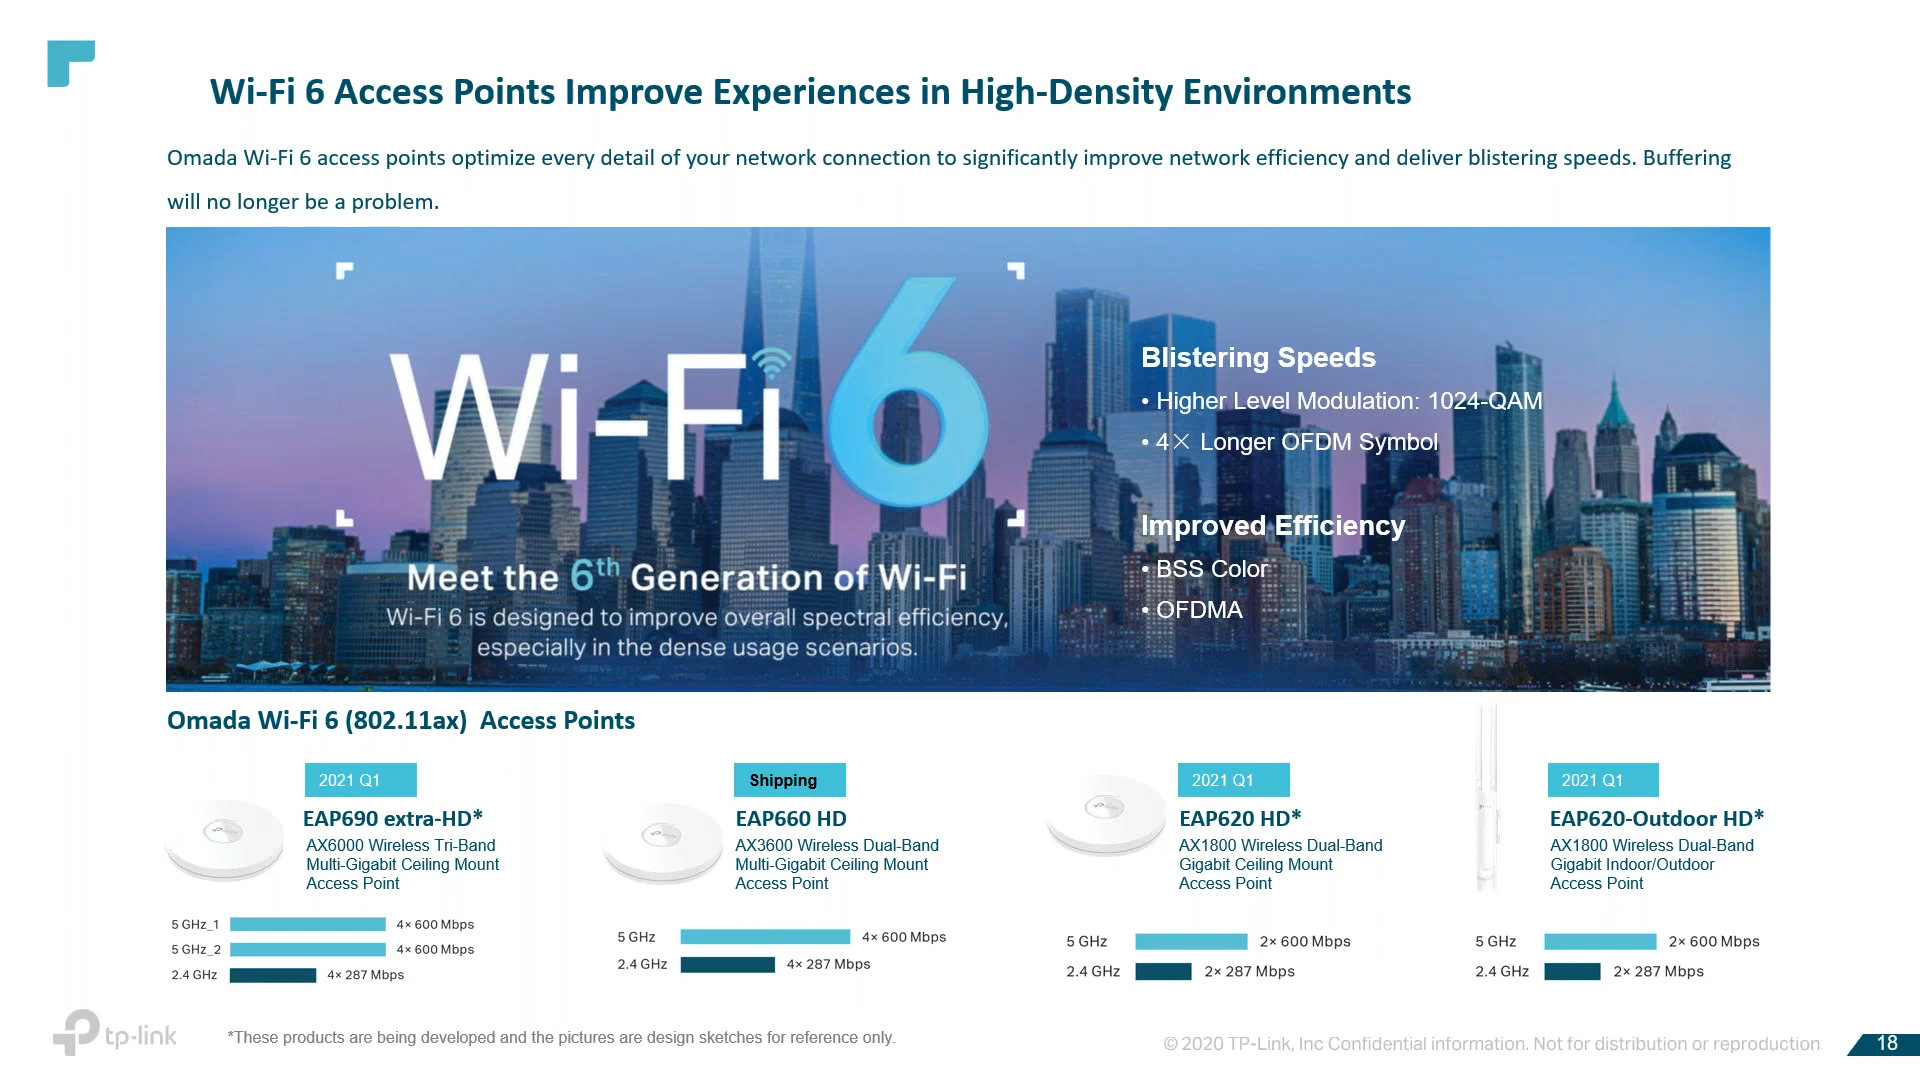 Wi-Fi 6 Access Points Improve Experiences in High-Density Environments
Omada Wi-Fi 6 access points optimize every detail of your network connection to significantly improve network efficiency and deliver blistering speeds. Buffering
will no longer be a problem.
Wi-Fi 6
Meet the 6th Generation of Wi-Fi
Wi-Fi 6 is designed to improve overall spectral efficiency,
especially in the dense usage scenarios.
Blistering Speeds
• Higher Level Modulation: 1024-QAM
• 4× Longer OFDM Symbol
Improved Efficiency
• BSS Color
• OFDMA
Omada Wi-Fi 6 (802.11ax) Access Points
2021 Q1
EAP690 extra-HD*
AX6000 Wireless Tri-Band
Multi-Gigabit Ceiling Mount
Access Point
5 GHz_1 4× 600 Mbps
5 GHz_2 4× 600 Mbps
2.4 GHz 4× 287 Mbps
Shipping
EAP660 HD
AX3600 Wireless Dual-Band
Multi-Gigabit Ceiling Mount
Access Point
5 GHz 4× 600 Mbps
2.4 GHz 4× 287 Mbps
2021 Q1
EAP620 HD*
AX1800 Wireless Dual-Band
Gigabit Ceiling Mount
Access Point
5 GHz 2× 600 Mbps
2.4 GHz 2× 287 Mbps
2021 Q1
EAP620-Outdoor HD*
AX1800 Wireless Dual-Band
Gigabit Indoor/Outdoor
Access Point
5 GHz 2× 600 Mbps
2.4 GHz 2× 287 Mbps
tp-link
*These products are being developed and the pictures are design sketches for reference only.
© 2020 TP-Link, Inc Confidential information. Not for distribution or reproduction.
18